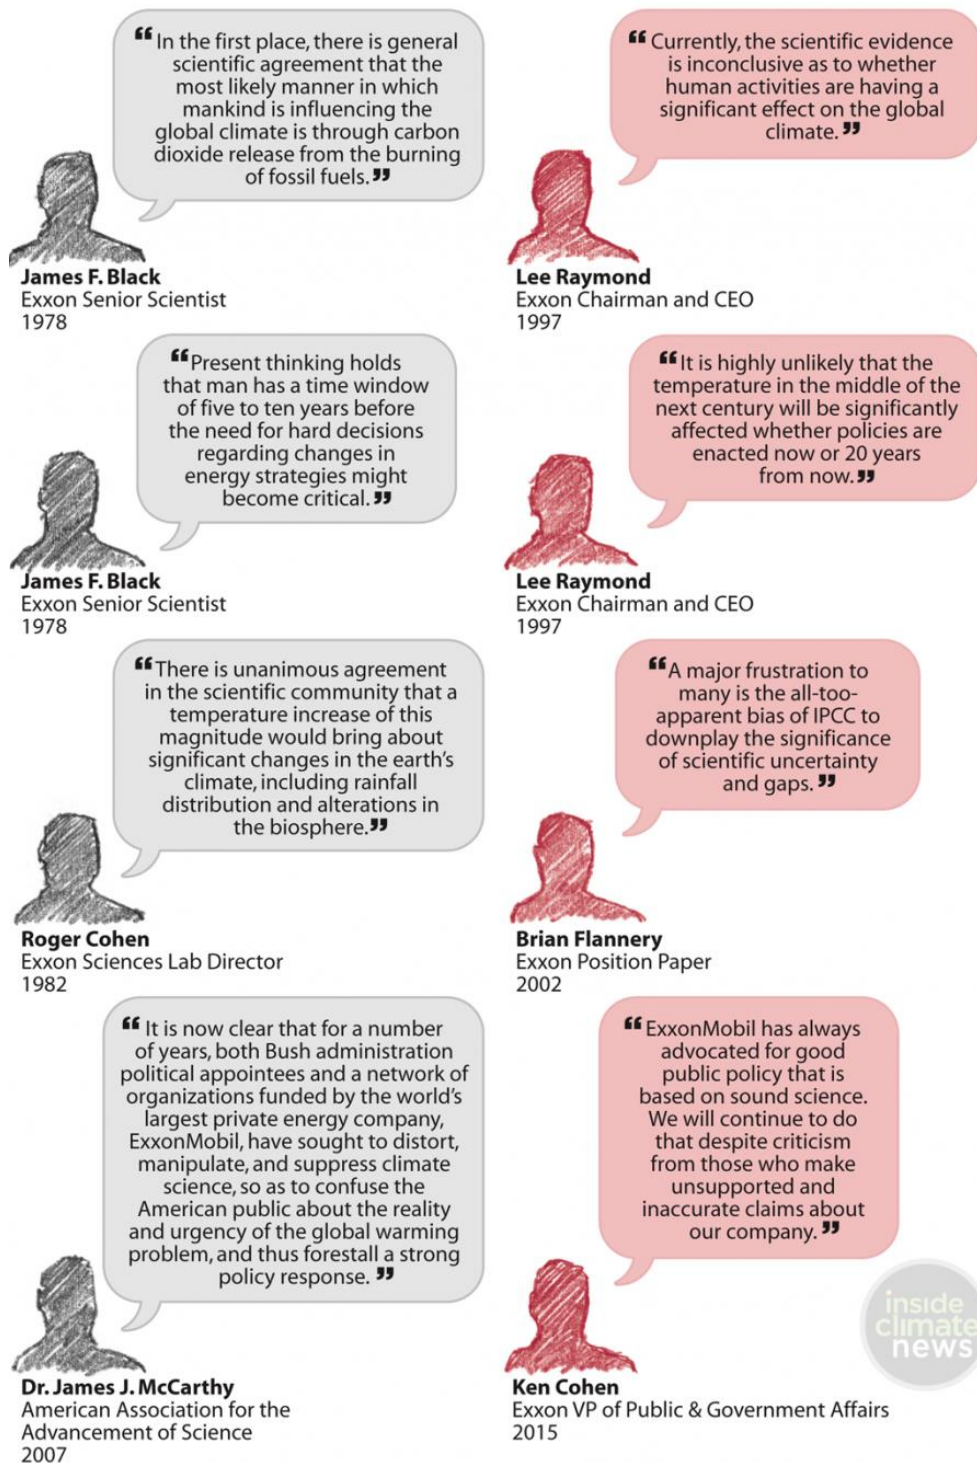 “In the first place, there is general
scientific agreement that the
most likely manner in which
mankind is influencing the
global climate is through carbon
dioxide release from the burning
of fossil fuels.”
James F. Black
Exxon Senior Scientist
1978
“Currently, the scientific evidence
is inconclusive as to whether
human activities are having a
significant effect on the global
climate.”
Lee Raymond
Exxon Chairman and CEO
1997
“Present thinking holds
that man has a time window
of five to ten years before
the need for hard decisions
regarding changes in
energy strategies might
become critical.”
James F. Black
Exxon Senior Scientist
1978
“It is highly unlikely that the
temperature in the middle of the
next century will be significantly
affected whether policies are
enacted now or 20 years
from now.”
Lee Raymond
Exxon Chairman and CEO
1997
“There is unanimous agreement
in the scientific community that a
temperature increase of this
magnitude would bring about
significant changes in the earth’s
climate, including rainfall
distribution and alterations in
the biosphere.”
Roger Cohen
Exxon Sciences Lab Director
1982
“A major frustration to
many is the all-too-
apparent bias of IPCC to
downplay the significance
of scientific uncertainty
and gaps.”
Brian Flannery
Exxon Position Paper
2002
“It is now clear that for a number
of years, both Bush administration
political appointees and a network of
organizations funded by the world’s
largest private energy company,
ExxonMobil, have sought to distort,
manipulate, and suppress climate
science, so as to confuse the
American public about the reality
and urgency of the global warming
problem, and thus forestall a strong
policy response.”
Dr. James J. McCarthy
American Association for the
Advancement of Science
2007
“ExxonMobil has always
advocated for good
public policy that is
based on sound science.
We will continue to do
that despite criticism
from those who make
unsupported and
inaccurate claims about
our company.”
Ken Cohen
Exxon VP of Public & Government Affairs
2015
inside
climate
news